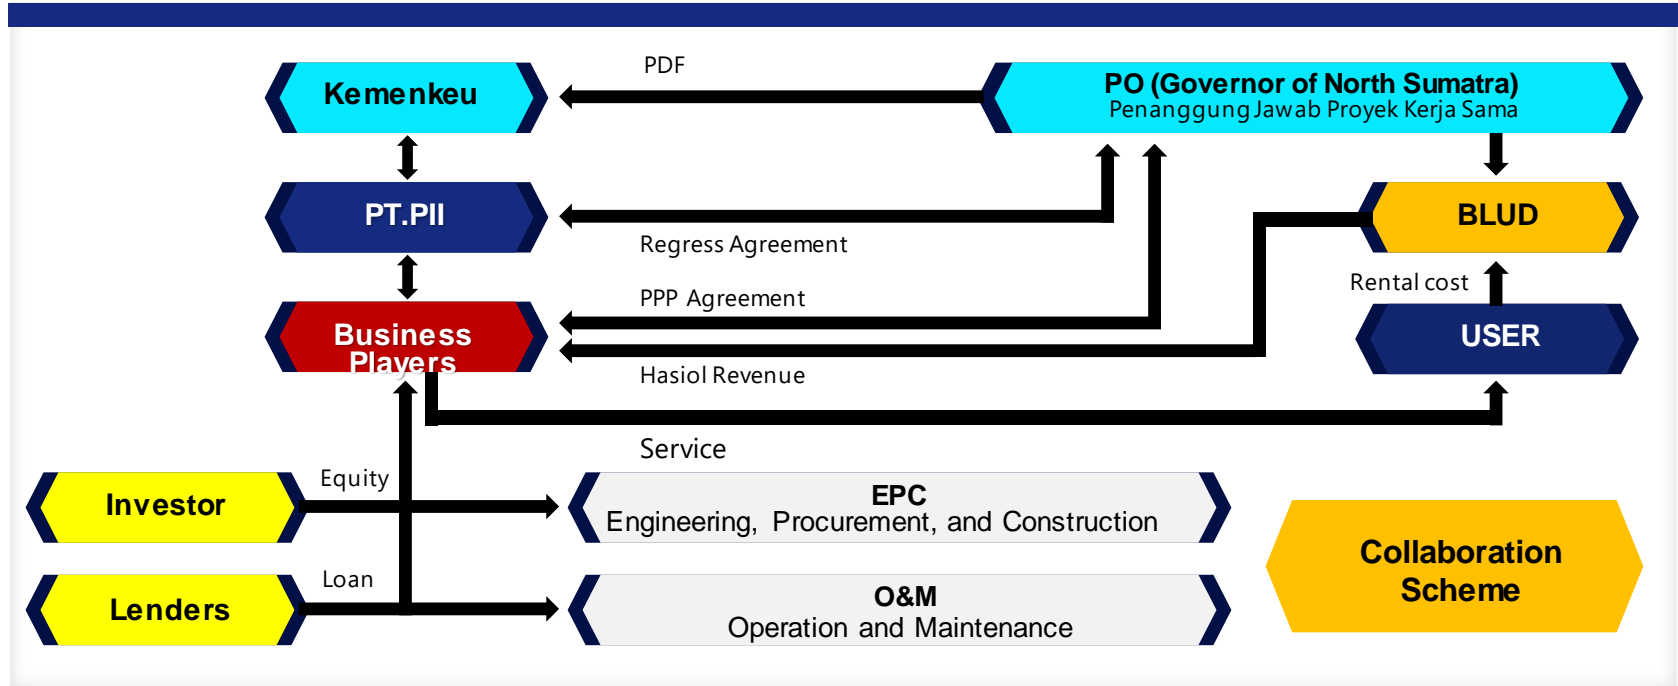 PDF
Kemenkeu
PO (Governor of North Sumatra)
Penanggung Jawab Proyek Kerja Sama
PT.PII
BLUD
Regress Agreement
Rental cost
PPP Agreement
Business
Players
USER
Hasiol Revenue
Service
Equity
Investor
EPC
Engineering, Procurement, and Construction
Collaboration
Scheme
Loan
Lenders
O&M
Operation and Maintenance